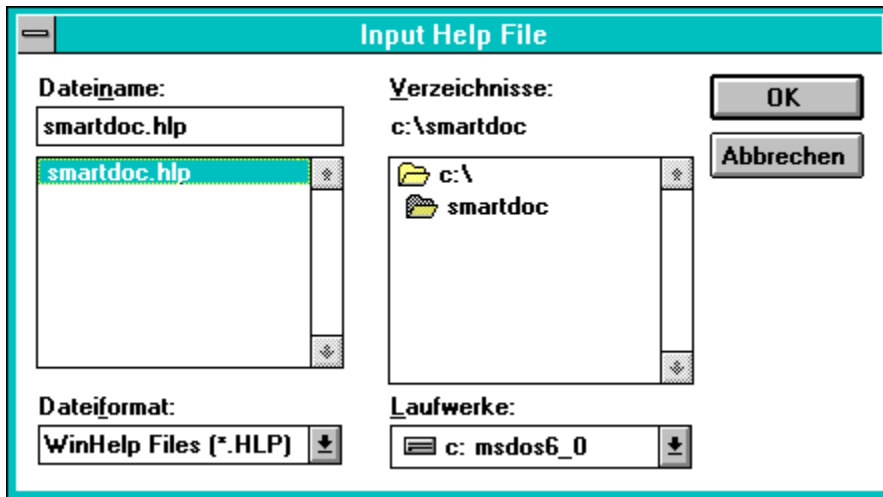 Input Help File
Dateiname:
smartdoc.hlp
smartdoc.hlp
Dateiformat:
WinHelp Files (*.HLP)
Verzeichnisse:
c:\smartdoc
c:\
smartdoc
Laufwerke:
c: msdos6_0
OK
Abbrechen